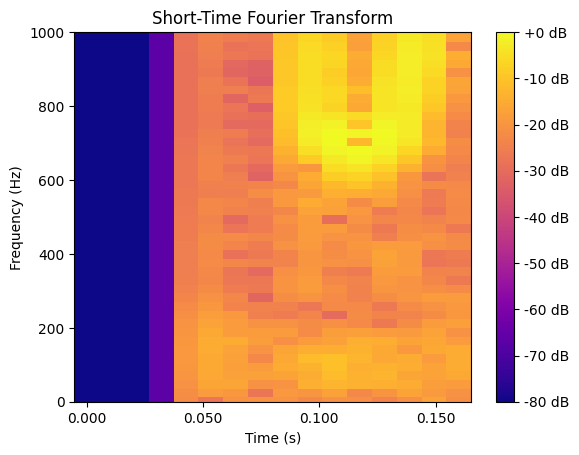 Short-Time Fourier Transform
Frequency (Hz)
1000
800
600
400
200
0
0.000
0.050
0.100
0.150
Time (s)
+0 dB
-10 dB
-20 dB
-30 dB
-40 dB
-50 dB
-60 dB
-70 dB
-80 dB